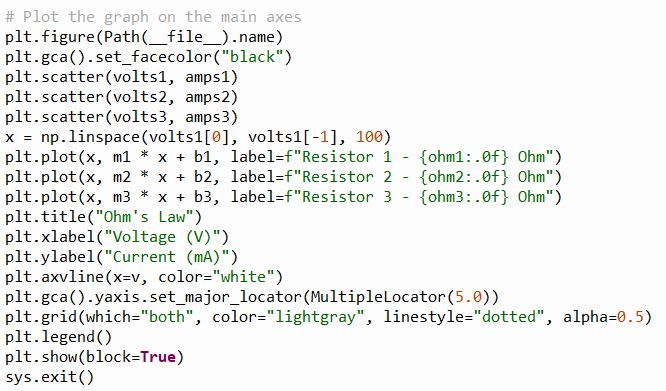 # Plot the graph on the main axes
plt.figure(Path(__file__).name)
plt.gca().set_facecolor("black")
plt.scatter(volts1, amps1)
plt.scatter(volts2, amps2)
plt.scatter(volts3, amps3)
x = np.linspace(volts1[0], volts1[-1], 100)
plt.plot(x, m1 * x + b1, label=f"Resistor 1 - {ohm1:.0f} Ohm")
plt.plot(x, m2 * x + b2, label=f"Resistor 2 - {ohm2:.0f} Ohm")
plt.plot(x, m3 * x + b3, label=f"Resistor 3 - {ohm3:.0f} Ohm")
plt.title("Ohm's Law")
plt.xlabel("Voltage (V)")
plt.ylabel("Current (mA)")
plt.axvline(x=v, color="white")
plt.gca().yaxis.set_major_locator(MultipleLocator(5.0))
plt.grid(which="both", color="lightgray", linestyle="dotted", alpha=0.5)
plt.legend()
plt.show(block=True)
sys.exit()